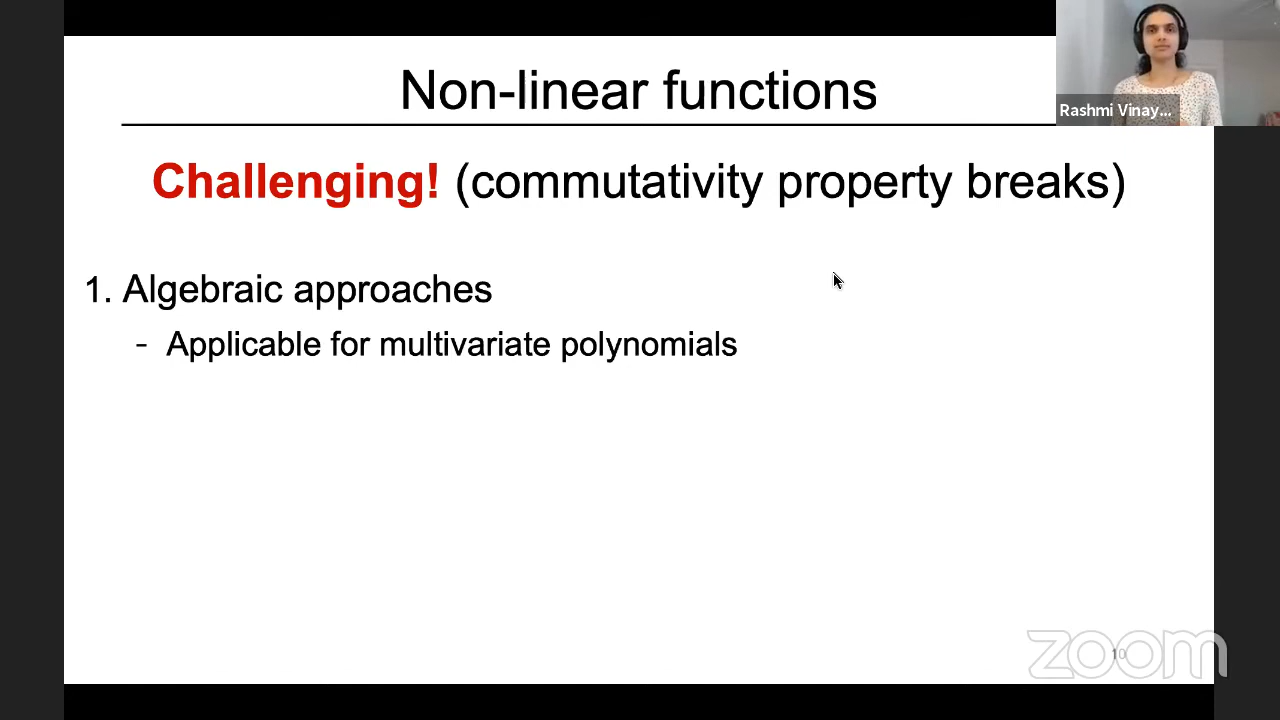 Non-linear functions
Rashmi Vinay...
Challenging! (commutativity property breaks)
1. Algebraic approaches
- Applicable for multivariate polynomials
zoom
10